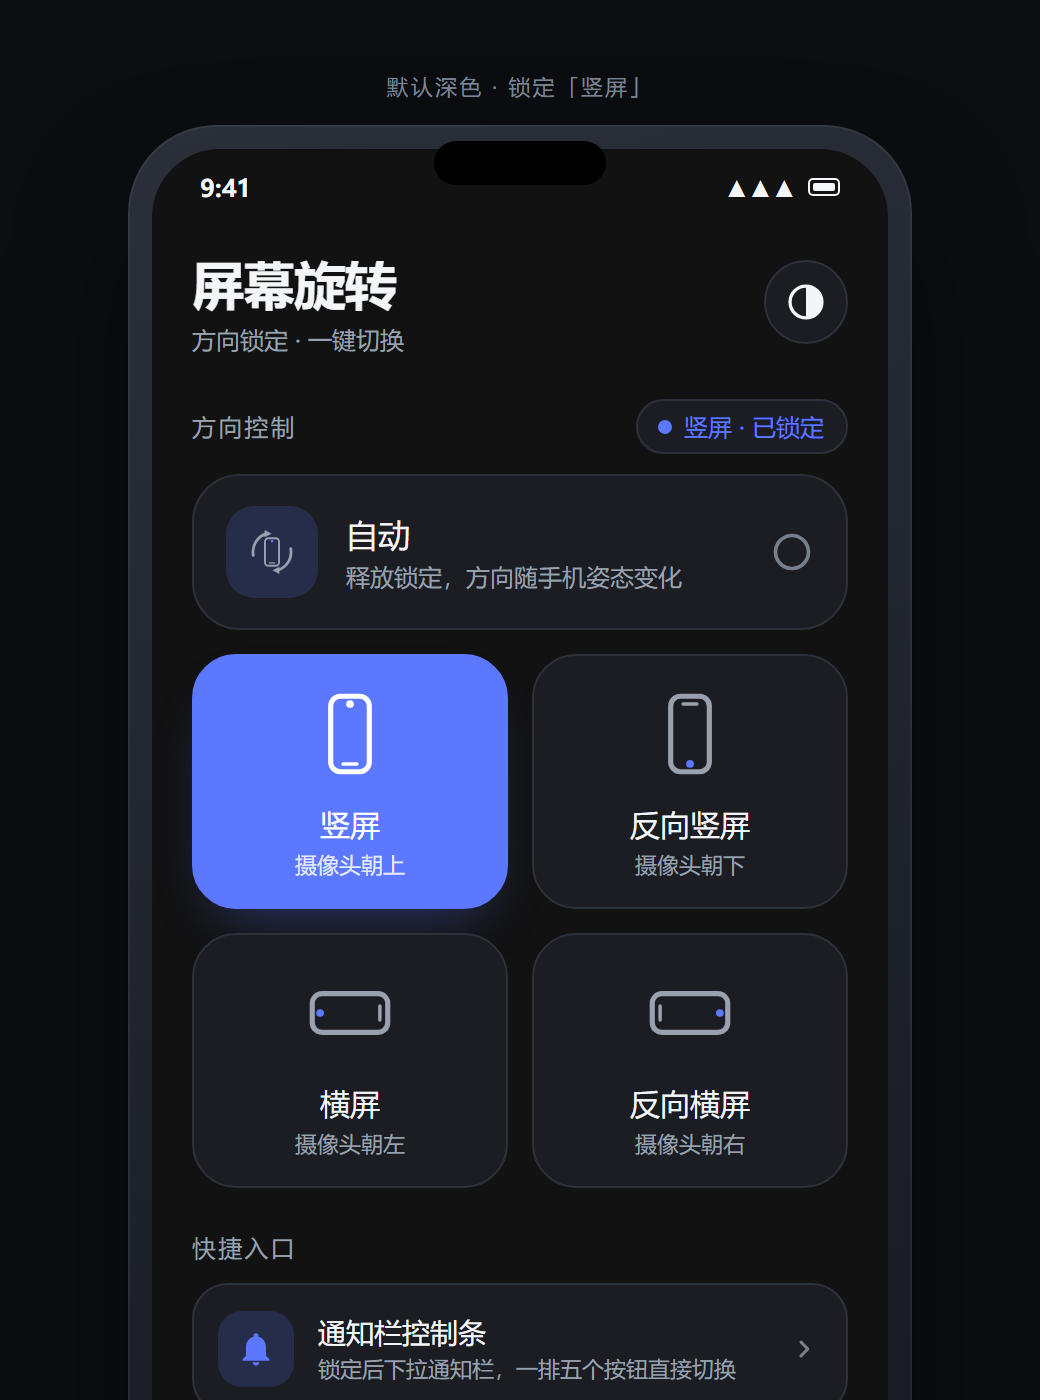 默认深色 · 锁定「竖屏」
9:41
屏幕旋转
方向锁定 · 一键切换
方向控制
竖屏 · 已锁定
自动
释放锁定，方向随手机姿态变化
竖屏
摄像头朝上
反向竖屏
摄像头朝下
横屏
摄像头朝左
反向横屏
摄像头朝右
快捷入口
通知栏控制条
锁定后下拉通知栏，一排五个按钮直接切换